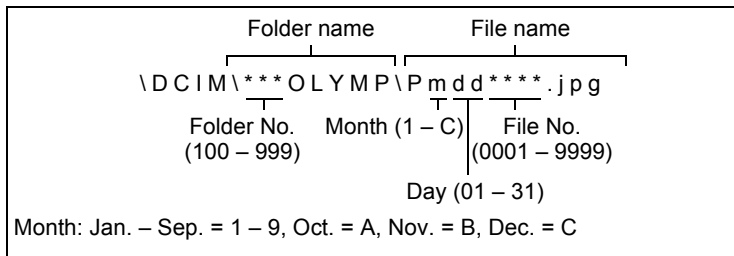 Folder name File name
\DCIM\***OLYMP\Pmdd****.jpg
Folder No. Month (1 – C) File No.
(100 – 999) (0001 – 9999)
Day (01 – 31)
Month: Jan. – Sep. = 1 – 9, Oct. = A, Nov. = B, Dec. = C